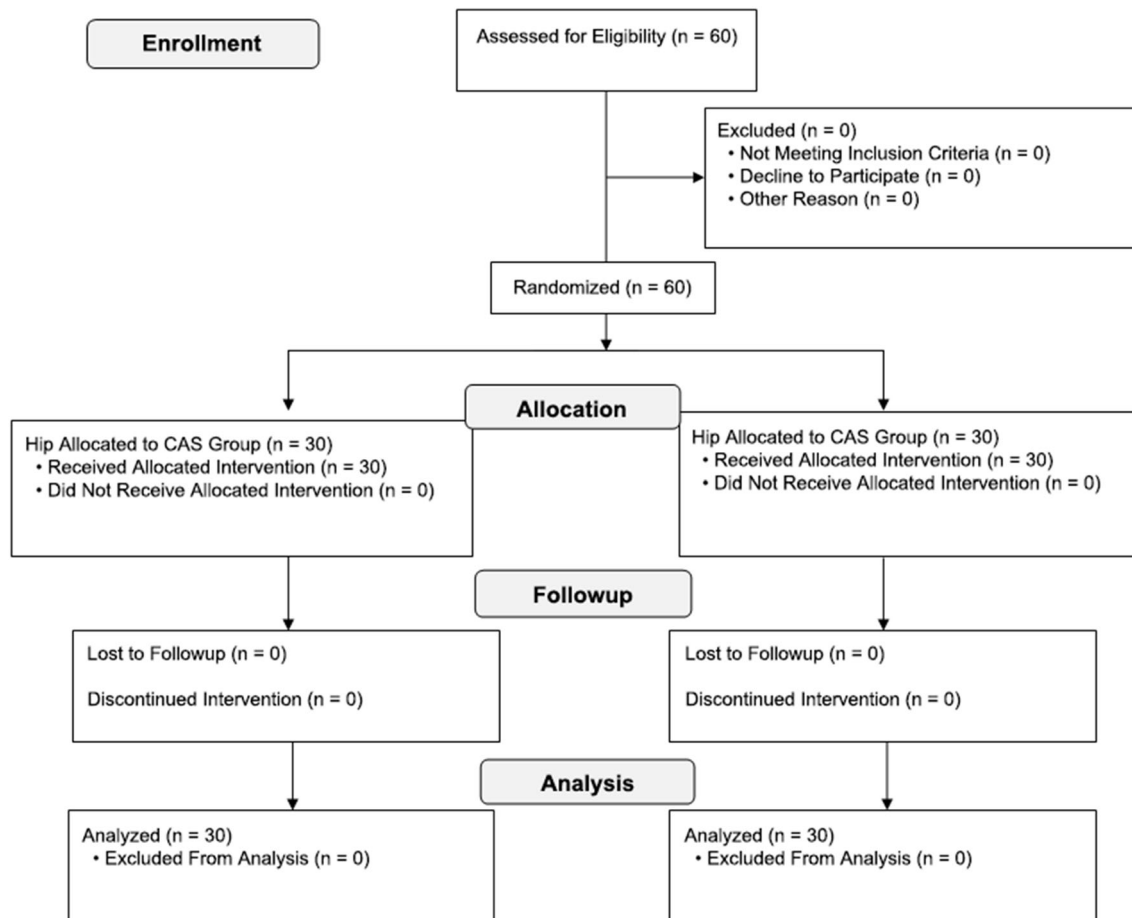 Enrollment
Assessed for Eligibility (n = 60)
Excluded (n = 0)
• Not Meeting Inclusion Criteria (n = 0)
• Decline to Participate (n = 0)
• Other Reason (n = 0)
Randomized (n = 60)
Allocation
Hip Allocated to CAS Group (n = 30)
• Received Allocated Intervention (n = 30)
• Did Not Receive Allocated Intervention (n = 0)
Hip Allocated to CAS Group (n = 30)
• Received Allocated Intervention (n = 30)
• Did Not Receive Allocated Intervention (n = 0)
Followup
Lost to Followup (n = 0)
Discontinued Intervention (n = 0)
Lost to Followup (n = 0)
Discontinued Intervention (n = 0)
Analysis
Analyzed (n = 30)
• Excluded From Analysis (n = 0)
Analyzed (n = 30)
• Excluded From Analysis (n = 0)